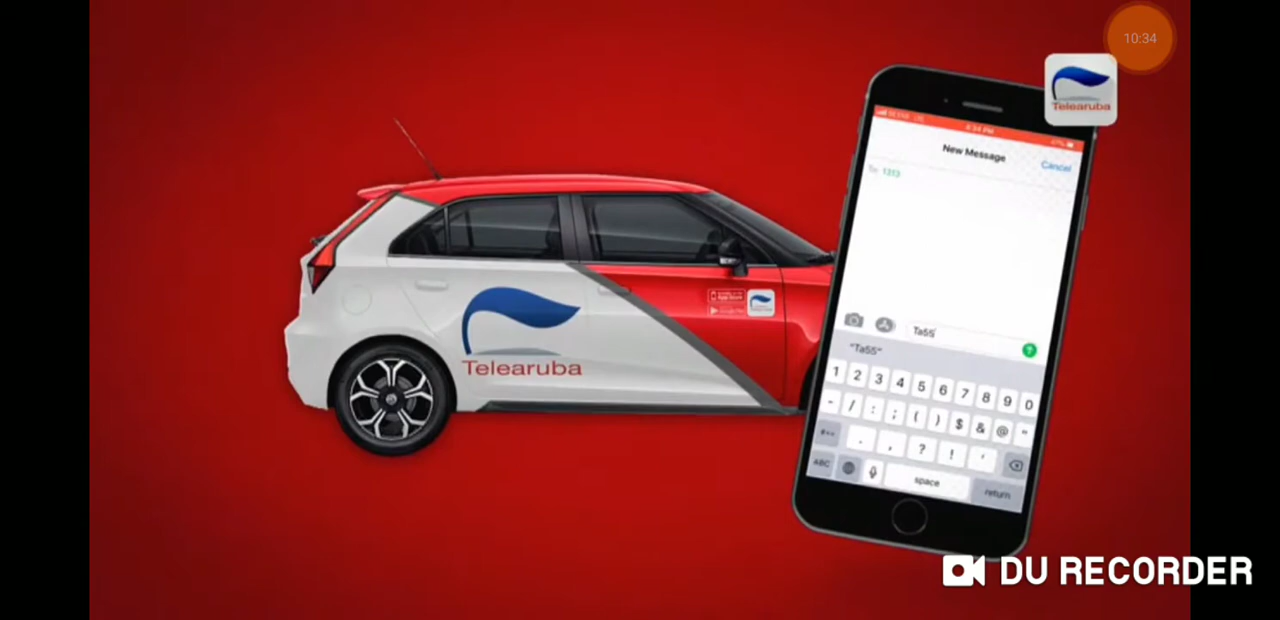 10:34
Telearuba
New Message
Cancel
To: 1313
Telearuba
Ta55
"Ta55"
1 2 3 4 5 6 7 8 9 0
- / : ; ( ) $ & @ "
#+= . , ? ! '
ABC space return
DU RECORDER